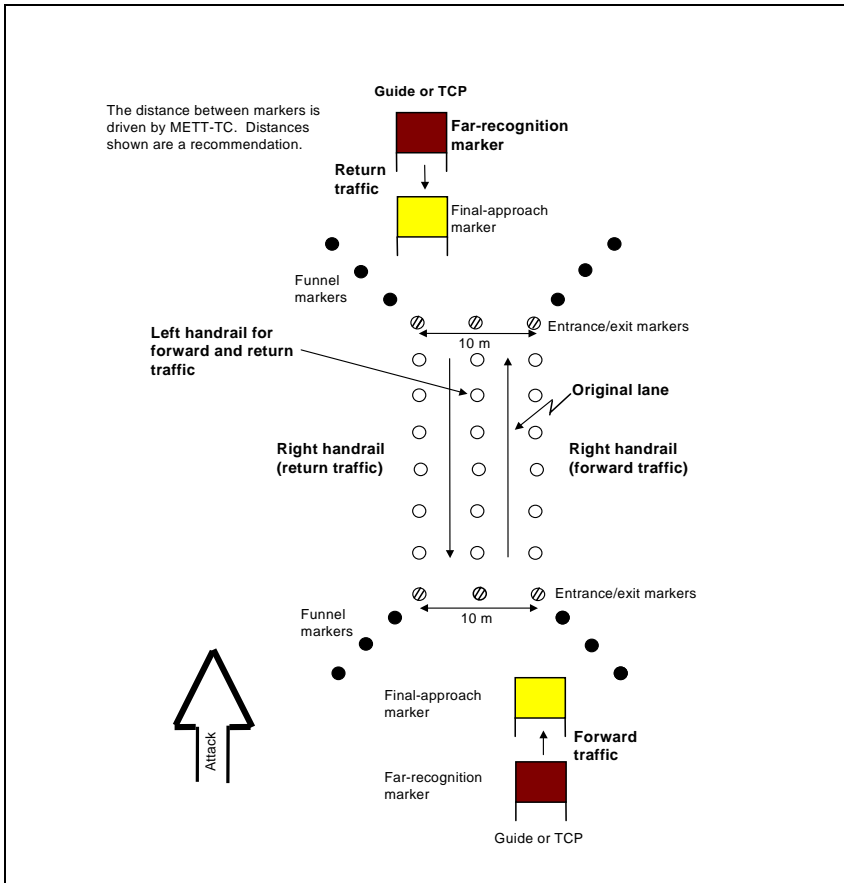 Guide or TCP
The distance between markers is
driven by METT-TC. Distances
shown are a recommendation.
Far-recognition
marker
Return
traffic
Final-approach
marker
Funnel
markers
Entrance/exit markers
10 m
Left handrail for
forward and return
traffic
Original lane
Right handrail
(return traffic)
Right handrail
(forward traffic)
Entrance/exit markers
10 m
Funnel
markers
Final-approach
marker
Forward
traffic
Attack
Far-recognition
marker
Guide or TCP